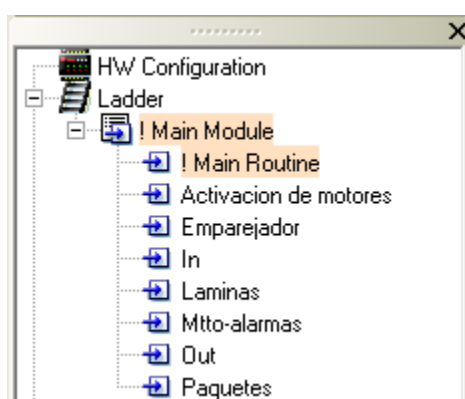 HW Configuration
Ladder
! Main Module
! Main Routine
Activacion de motores
Emparejador
In
Laminas
Mtto-alarmas
Out
Paquetes